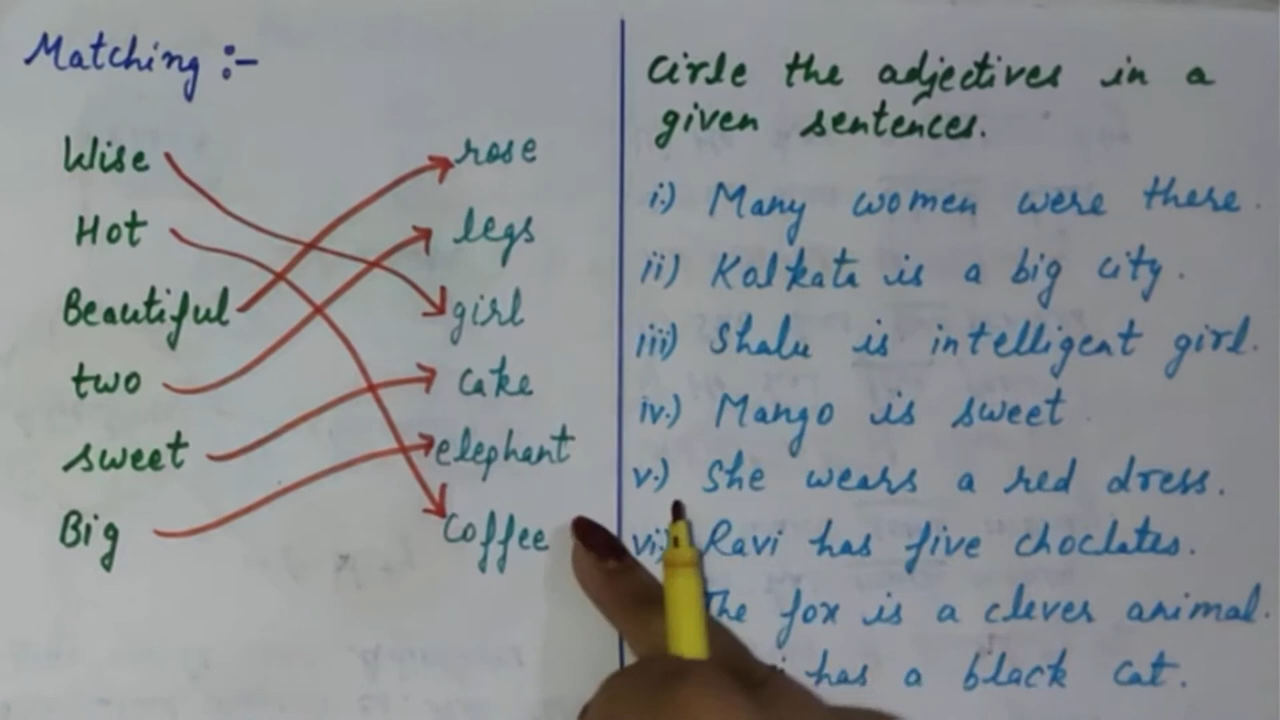 Matching :-
Wise
rose
Hot
legs
Beautiful
girl
two
cake
sweet
elephant
Big
Coffee
Cirle the adjectives in a
given sentences.
i.) Many women were there.
ii) Kolkata is a big city.
iii) Shalu is intelligent girl.
iv.) Mango is sweet
v.) She wears a red dress.
vi.) Ravi has five choclates.
The fox is a clever animal.
has a black cat.